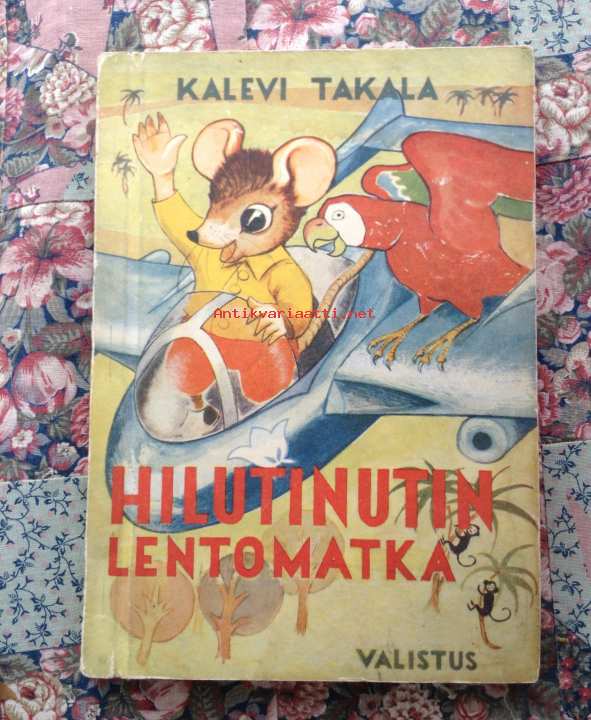 KALEVI TAKALA
Antikvariaatti.net
HILUTINUTIN
LENTOMATKA
VALISTUS